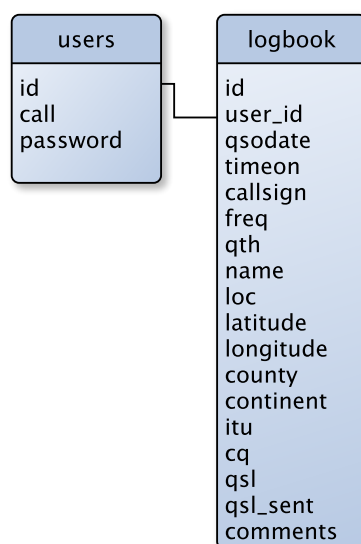 users
id
call
password
logbook
id
user_id
qsodate
timeon
callsign
freq
qth
name
loc
latitude
longitude
county
continent
itu
cq
qsl
qsl_sent
comments